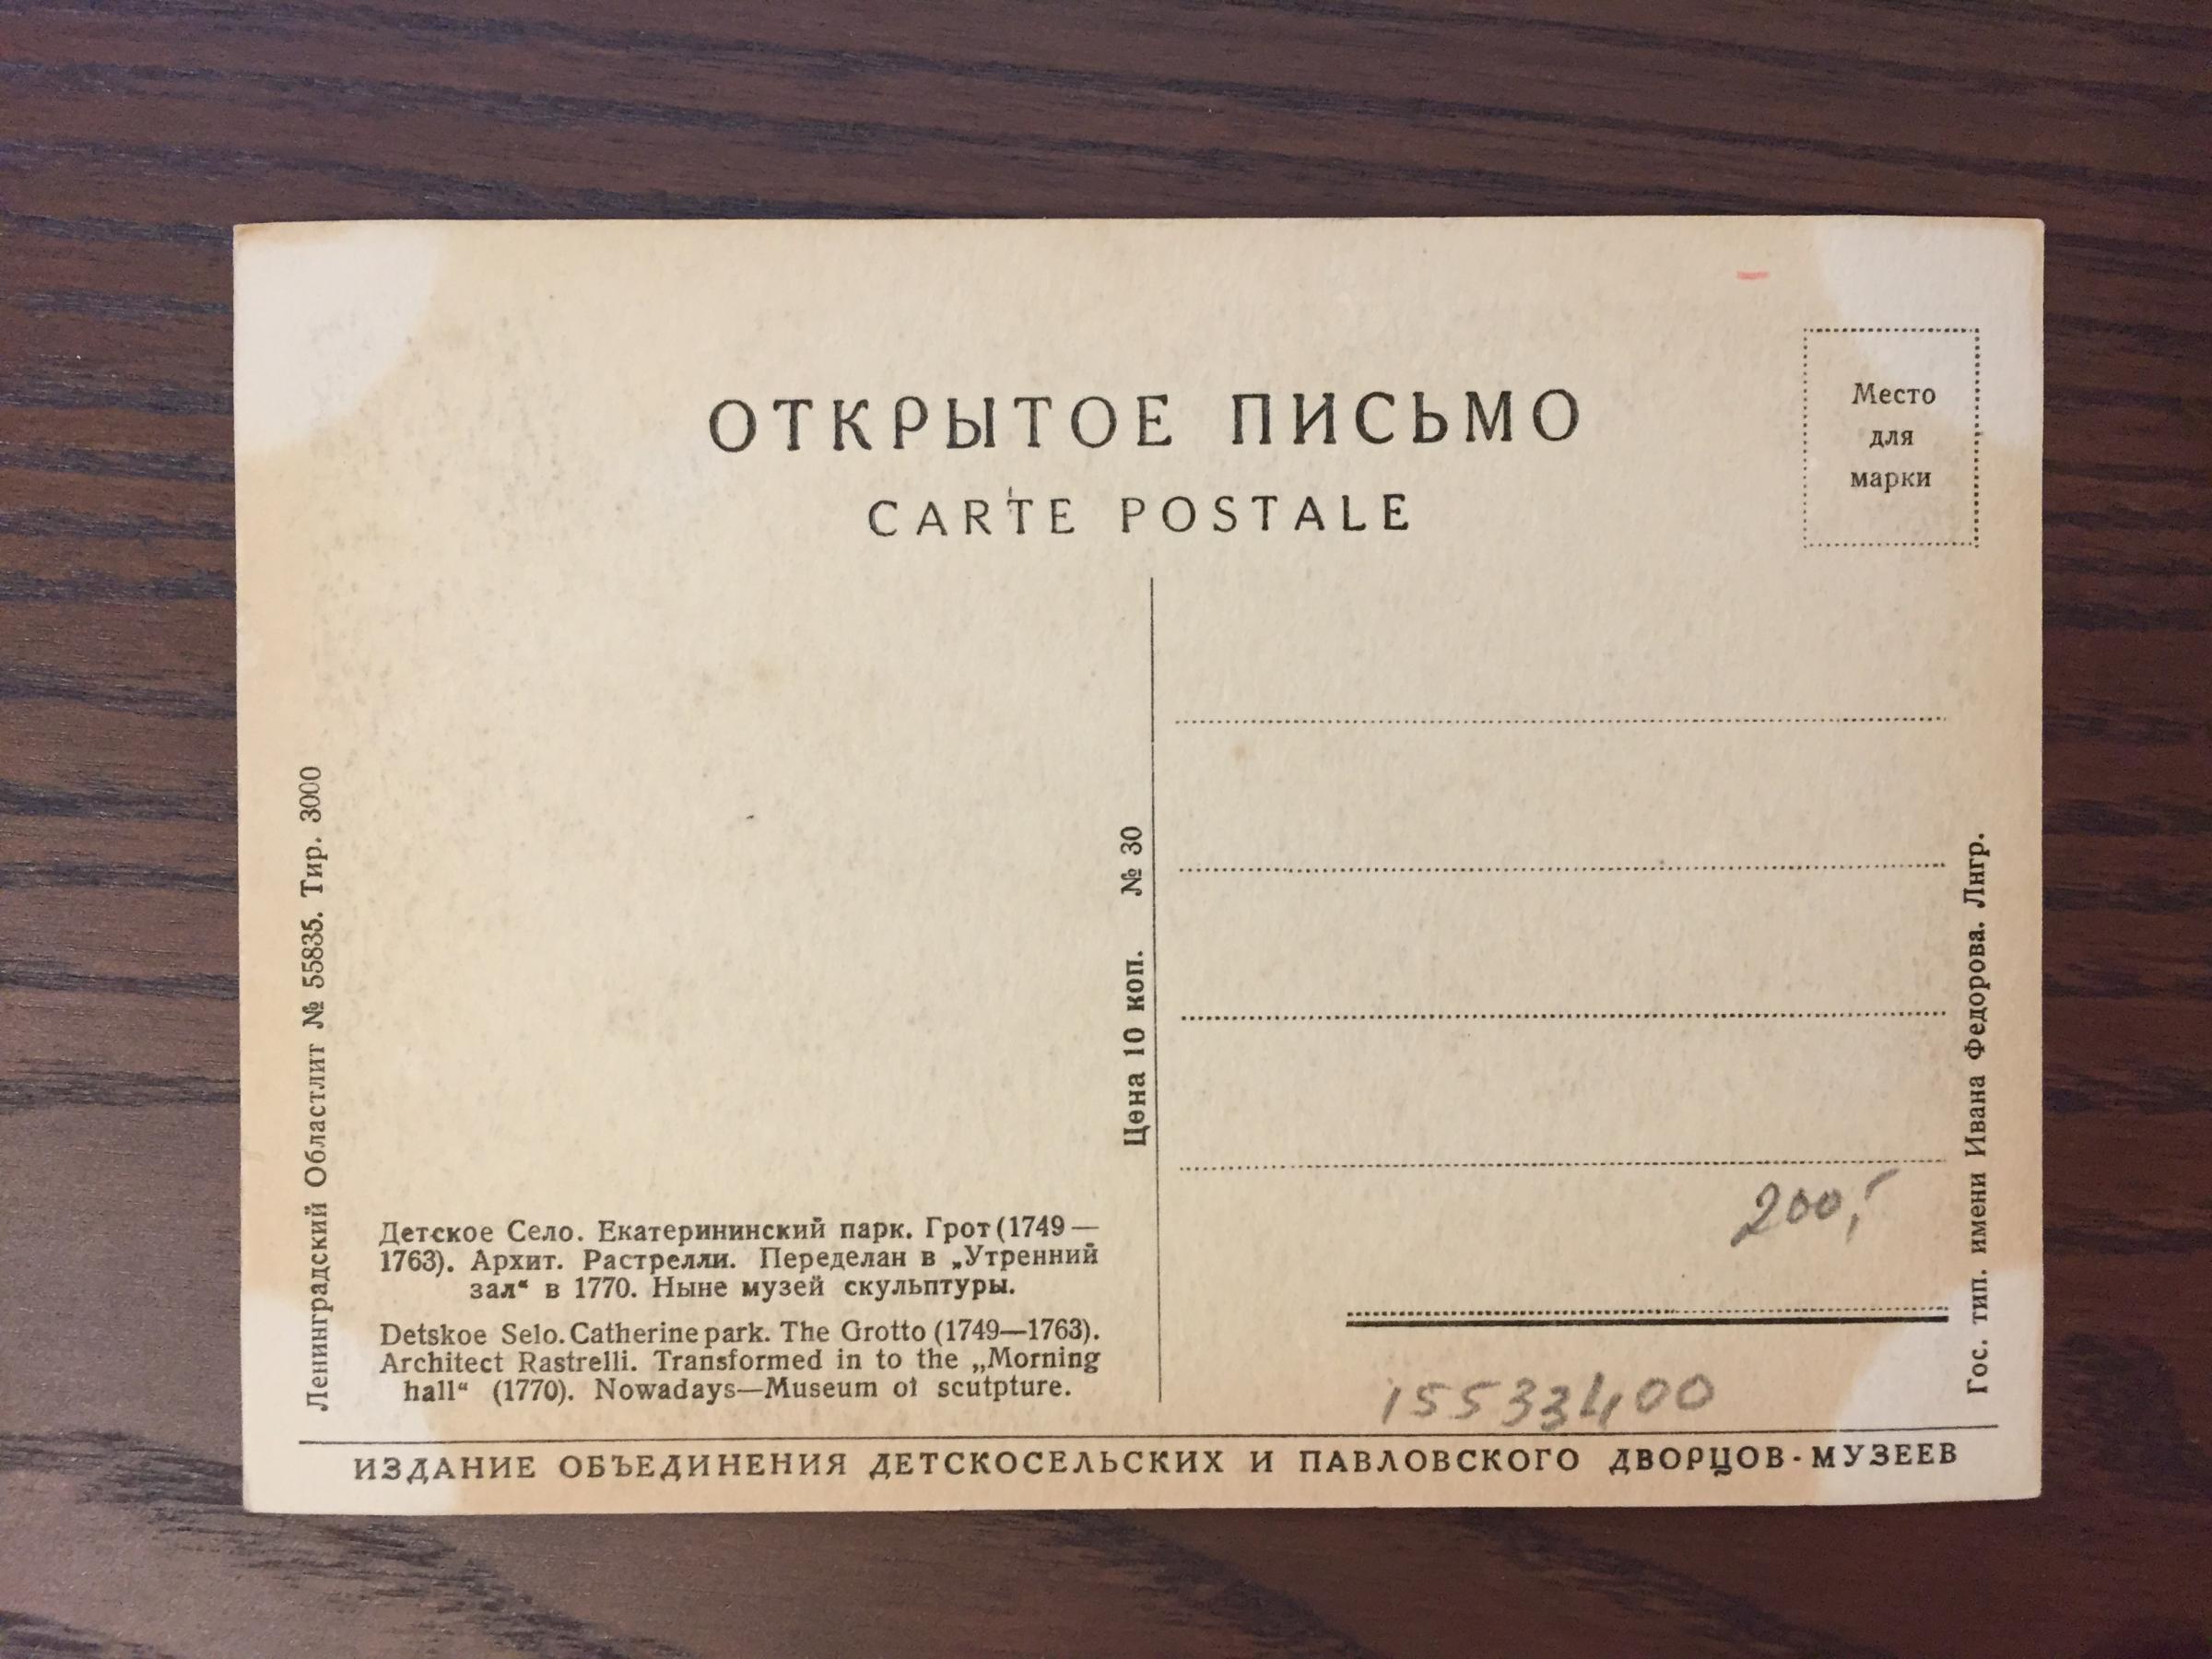 ОТКРЫТОЕ ПИСЬМО
CARTE POSTALE
Место
для
марки
Ленинградский Областлит № 55835. Тир. 3000
Цена 10 коп. № 30
Гос. тип. имени Ивана Федорова. Лнгр.
Детское Село. Екатерининский парк. Грот (1749—
1763). Архит. Растрелли. Переделан в „Утренний
зал“ в 1770. Ныне музей скульптуры.
Detskoe Selo. Catherine park. The Grotto (1749—1763).
Architect Rastrelli. Transformed in to the „Morning
hall“ (1770). Nowadays—Museum of scutpture.
200,-
15533400
ИЗДАНИЕ ОБЪЕДИНЕНИЯ ДЕТСКОСЕЛЬСКИХ И ПАВЛОВСКОГО ДВОРЦОВ-МУЗЕЕВ